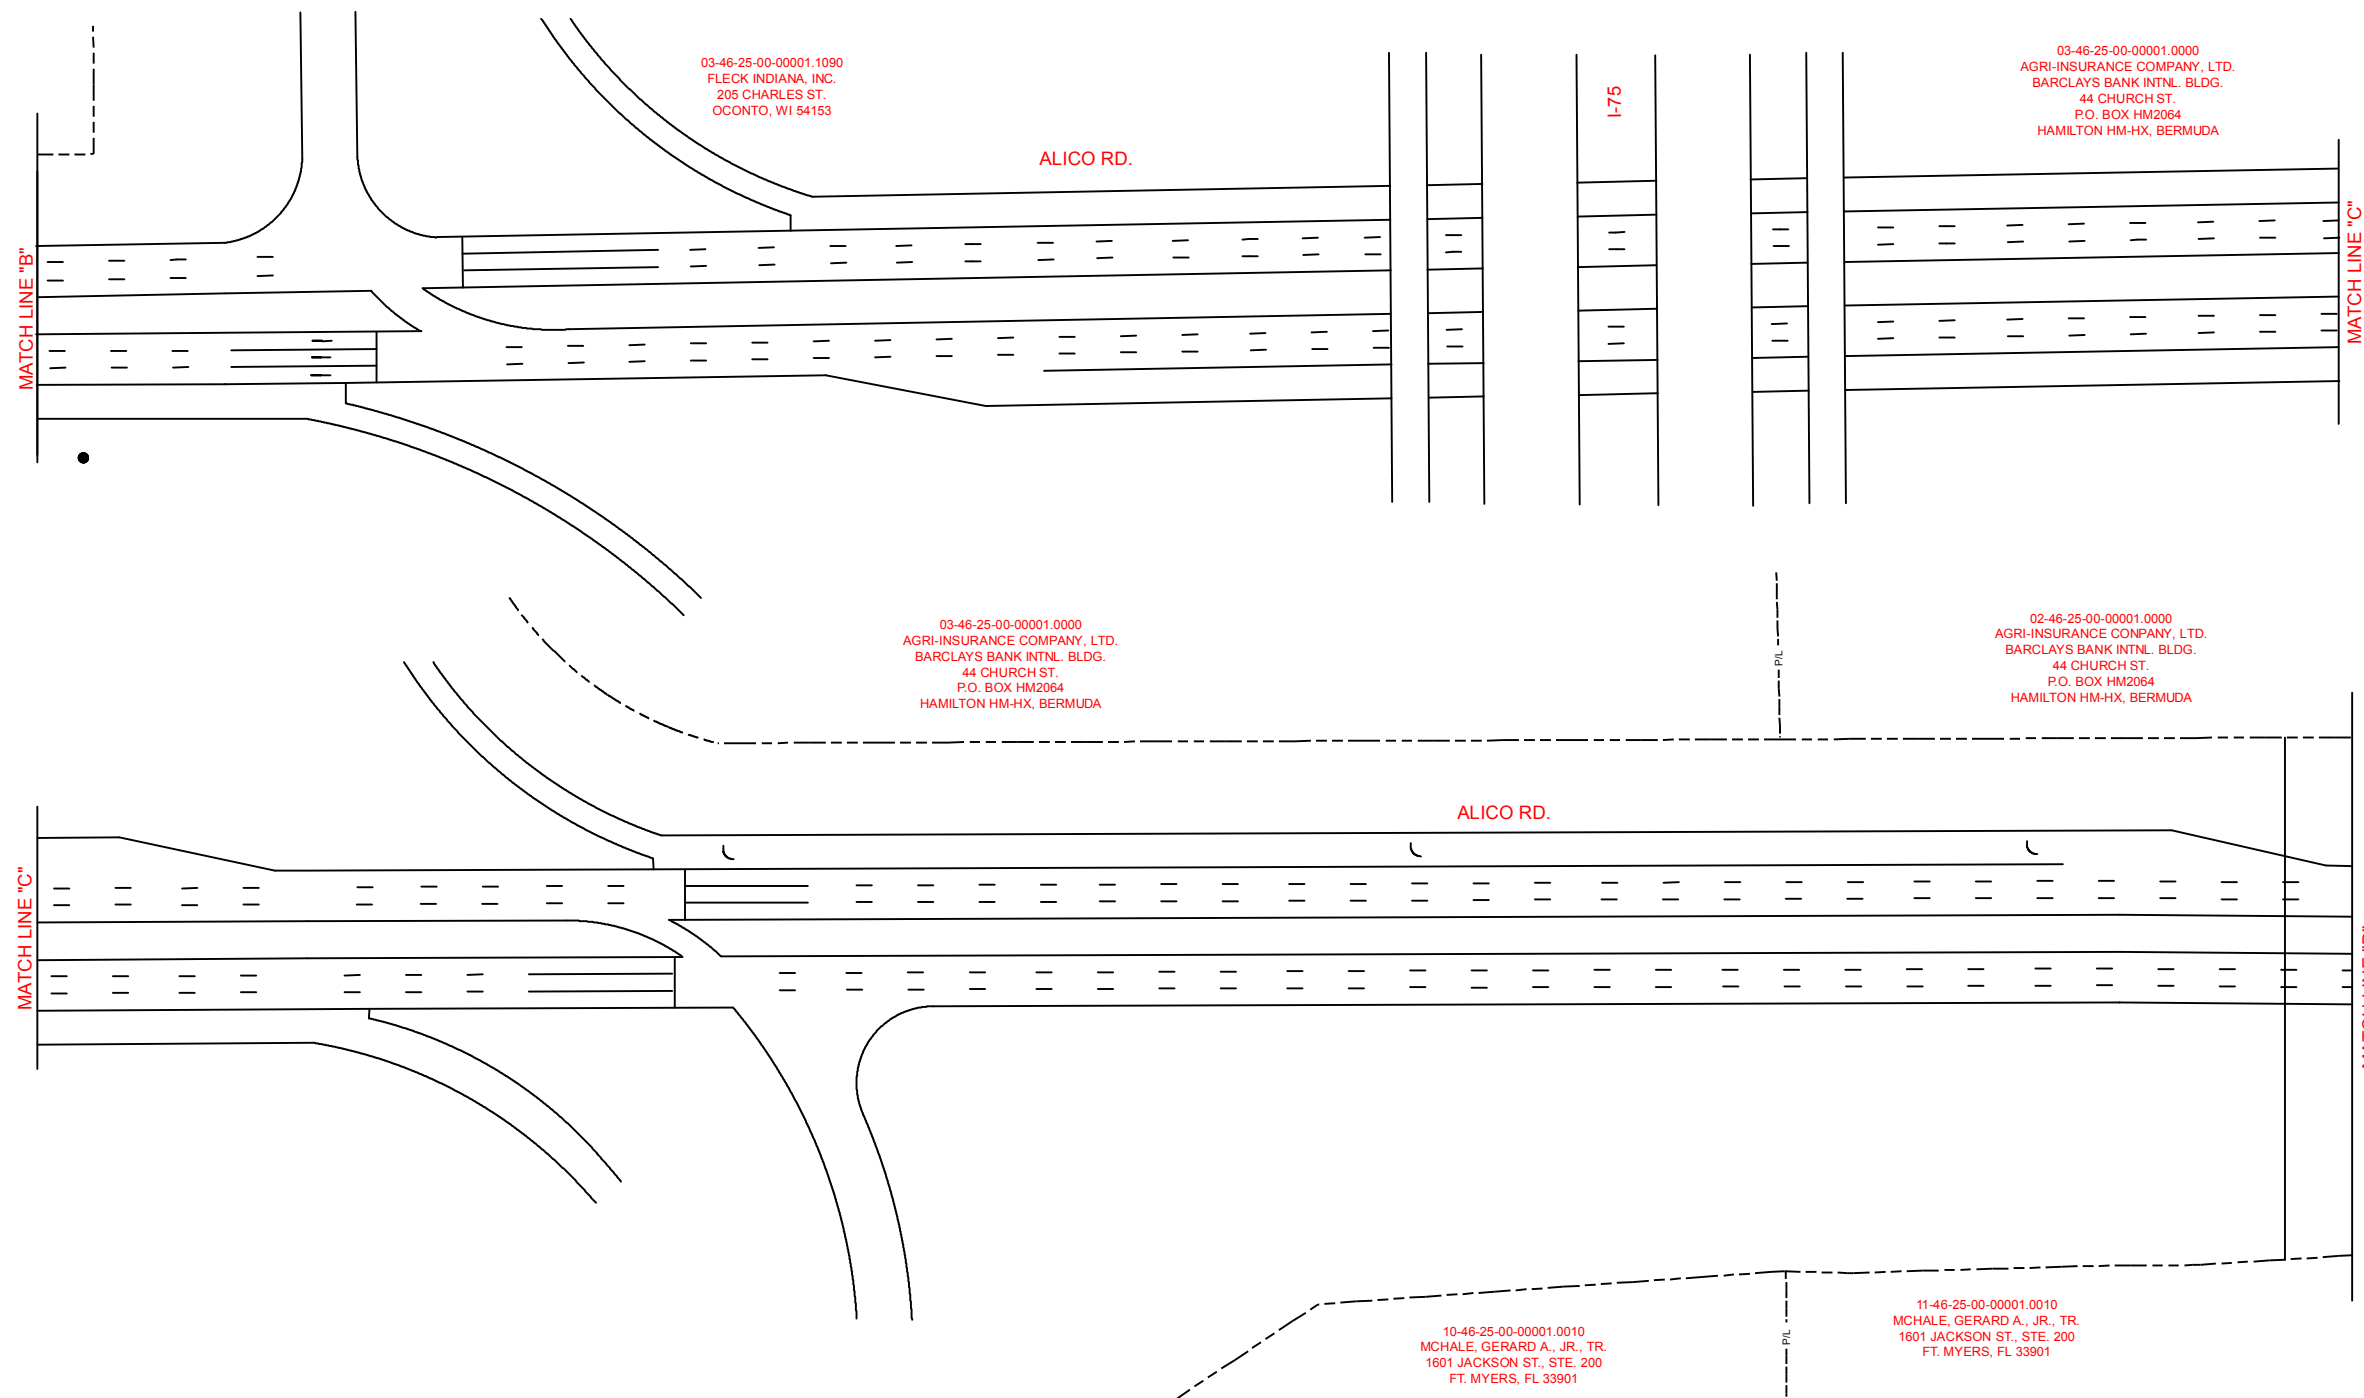 03-46-25-00-00001.1090
FLECK INDIANA, INC.
205 CHARLES ST.
OCONTO, WI 54153
ALICO RD.
I-75
03-46-25-00-00001.0000
AGRI-INSURANCE COMPANY, LTD.
BARCLAYS BANK INTNL. BLDG.
44 CHURCH ST.
P.O. BOX HM2064
HAMILTON HM-HX, BERMUDA
MATCH LINE "B"
MATCH LINE "C"
03-46-25-00-00001.0000
AGRI-INSURANCE COMPANY, LTD.
BARCLAYS BANK INTNL. BLDG.
44 CHURCH ST.
P.O. BOX HM2064
HAMILTON HM-HX, BERMUDA
P/L
02-46-25-00-00001.0000
AGRI-INSURANCE CONPANY, LTD.
BARCLAYS BANK INTNL. BLDG.
44 CHURCH ST.
P.O. BOX HM2064
HAMILTON HM-HX, BERMUDA
ALICO RD.
MATCH LINE "C"
10-46-25-00-00001.0010
MCHALE, GERARD A., JR., TR.
1601 JACKSON ST., STE. 200
FT. MYERS, FL 33901
P/L
11-46-25-00-00001.0010
MCHALE, GERARD A., JR., TR.
1601 JACKSON ST., STE. 200
FT. MYERS, FL 33901